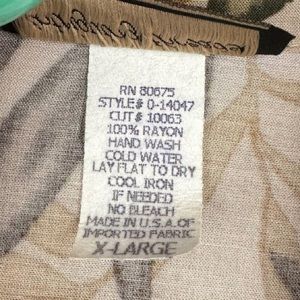 RN 80675
STYLE# 0-14047
CUT# 10063
100% RAYON
HAND WASH
COLD WATER
LAY FLAT TO DRY
COOL IRON
IF NEEDED
NO BLEACH
MADE IN U.S.A.OF
IMPORTED FABRIC
X-LARGE